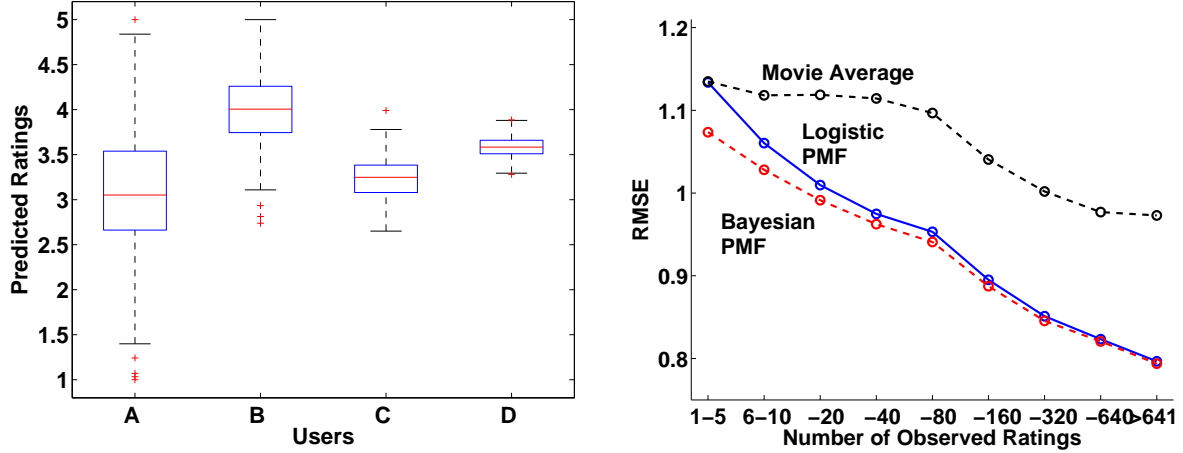 5
4.5
4
3.5
3
2.5
2
1.5
1
Predicted Ratings
A B C D
Users
1.2
1.1
1
0.9
0.8
RMSE
Movie Average
Logistic
PMF
Bayesian
PMF
1−5 6−10 −20 −40 −80 −160 −320 −640 >641
Number of Observed Ratings